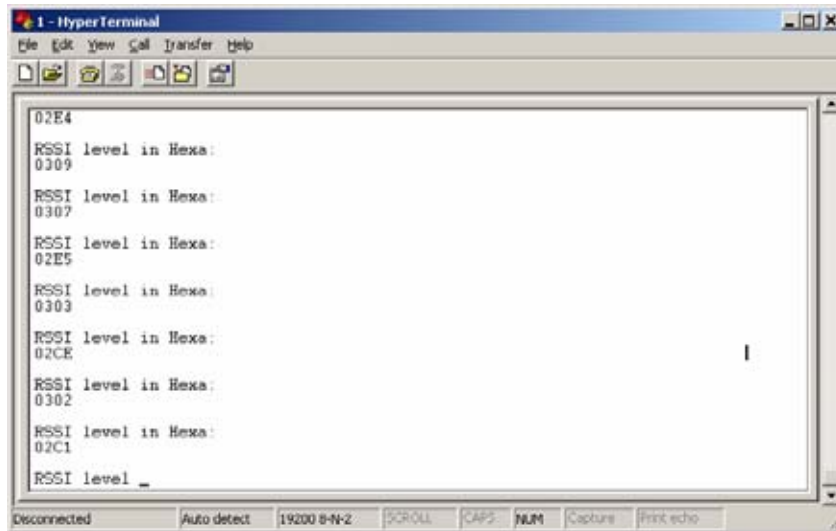 1 - HyperTerminal
File Edit View Call Transfer Help
02E4
RSSI level in Hexa:
0309
RSSI level in Hexa:
0307
RSSI level in Hexa:
02E5
RSSI level in Hexa:
0303
RSSI level in Hexa:
02CE
RSSI level in Hexa:
0302
RSSI level in Hexa:
02C1
RSSI level _
Disconnected Auto detect 19200 8-N-2 SCROLL CAPS NUM Capture Print echo